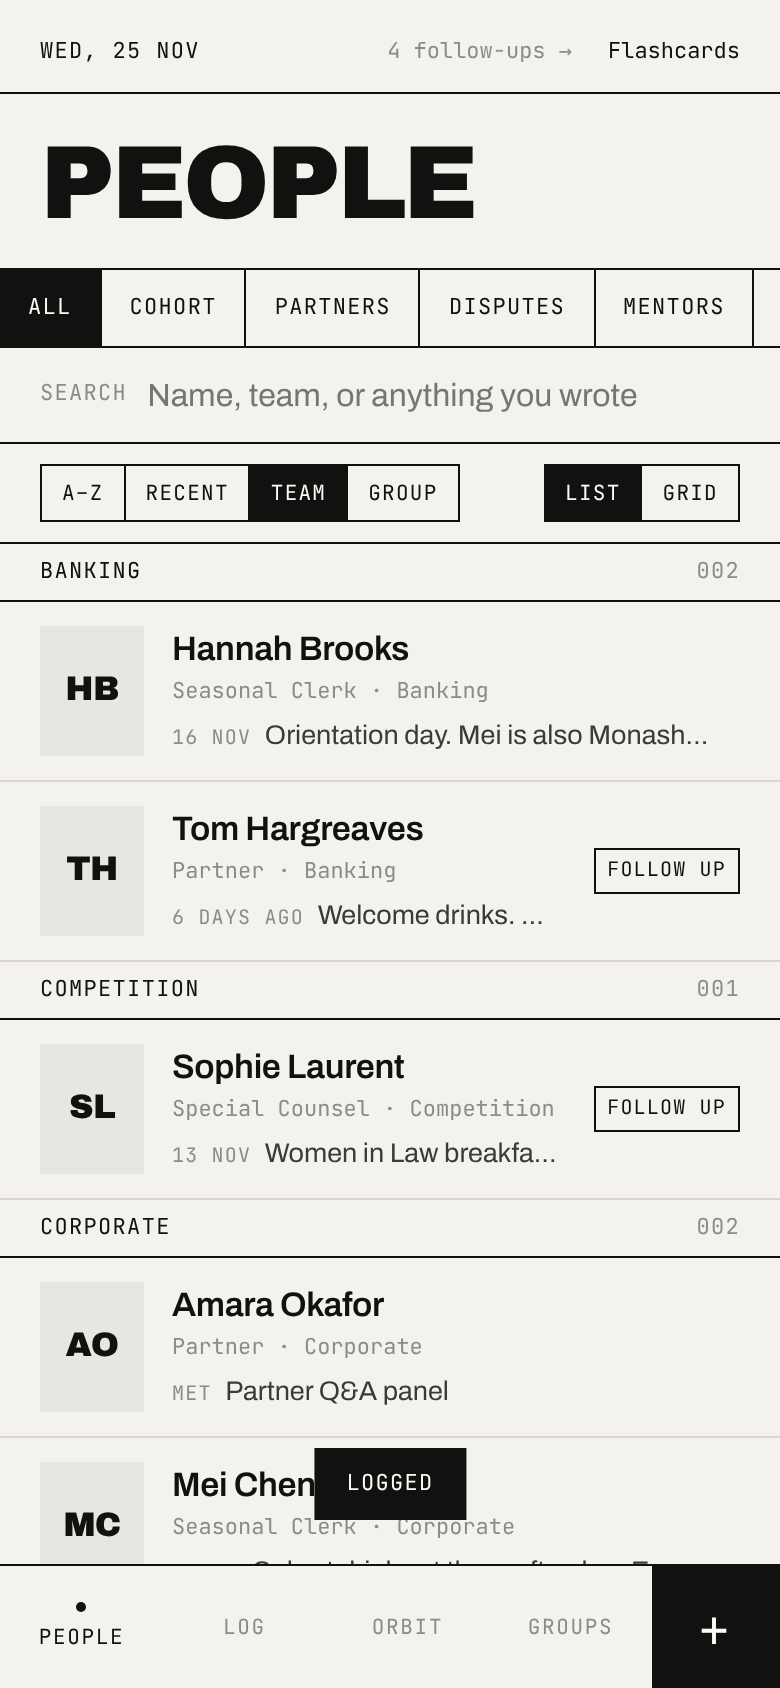 WED, 25 NOV 4 follow-ups → Flashcards
PEOPLE
ALL COHORT PARTNERS DISPUTES MENTORS
SEARCH Name, team, or anything you wrote
A–Z RECENT TEAM GROUP LIST GRID
BANKING 002
HB
Hannah Brooks
Seasonal Clerk · Banking
16 NOV Orientation day. Mei is also Monash...
TH
Tom Hargreaves
Partner · Banking
FOLLOW UP
6 DAYS AGO Welcome drinks. ...
COMPETITION 001
SL
Sophie Laurent
Special Counsel · Competition
FOLLOW UP
13 NOV Women in Law breakfa...
CORPORATE 002
AO
Amara Okafor
Partner · Corporate
MET Partner Q&A panel
MC
Mei Chen
LOGGED
Seasonal Clerk · Corporate
PEOPLE LOG ORBIT GROUPS +